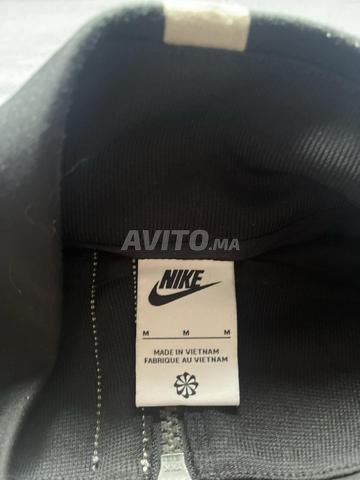 AVITO.MA
NIKE
M M M
MADE IN VIETNAM
FABRIQUE AU VIETNAM